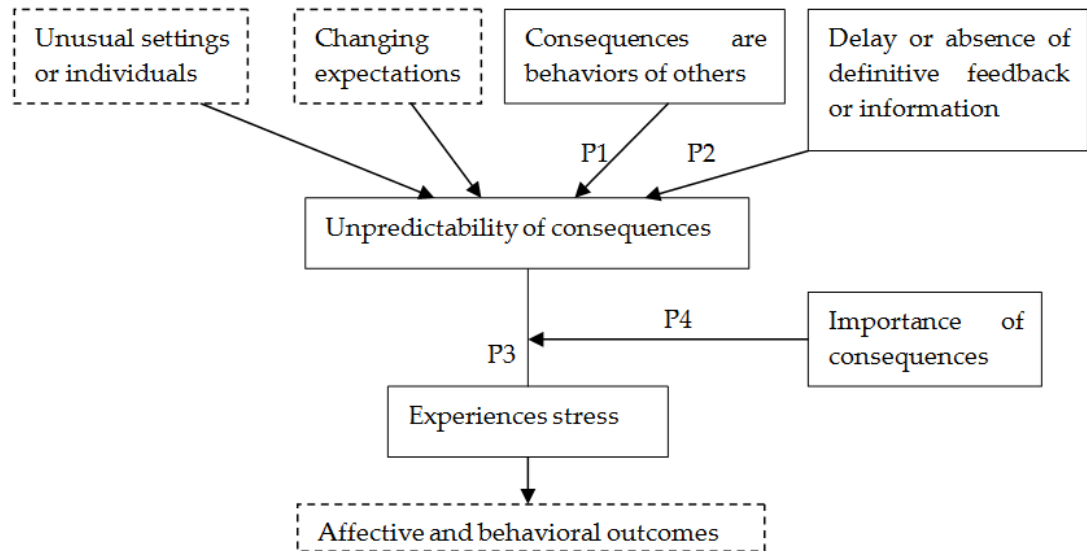 Unusual settings
or individuals
Changing
expectations
Consequences are
behaviors of others
Delay or absence of
definitive feedback
or information
P1
P2
Unpredictability of consequences
P4
Importance of
consequences
P3
Experiences stress
Affective and behavioral outcomes